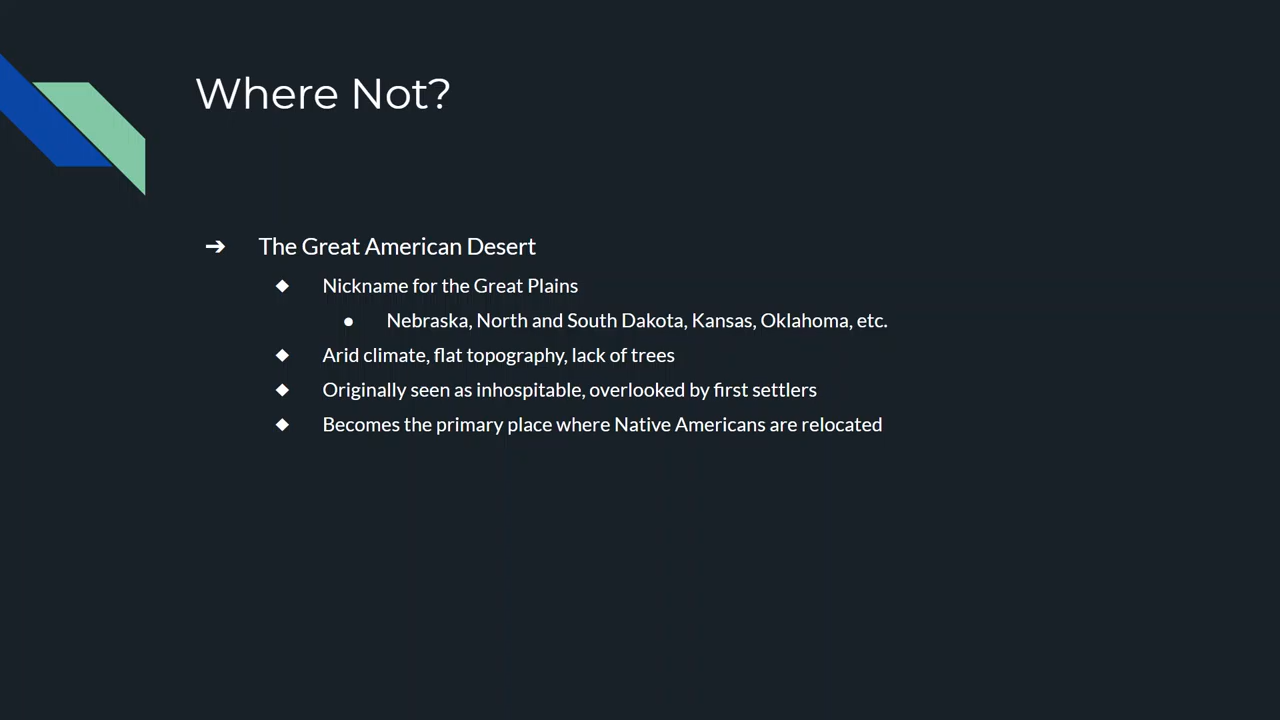 Where Not?
➔ The Great American Desert
◆ Nickname for the Great Plains
● Nebraska, North and South Dakota, Kansas, Oklahoma, etc.
◆ Arid climate, flat topography, lack of trees
◆ Originally seen as inhospitable, overlooked by first settlers
◆ Becomes the primary place where Native Americans are relocated